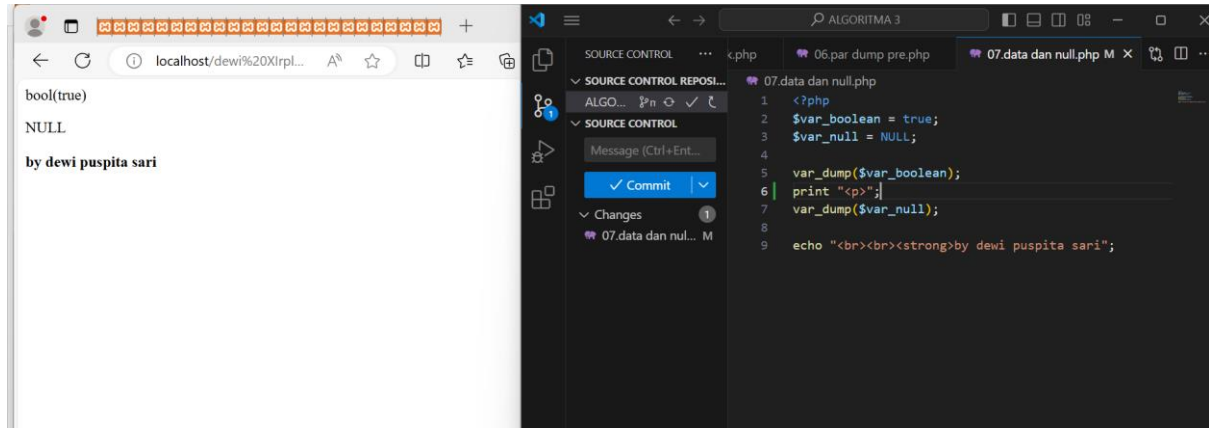 localhost/dewi%20XIrpl...
bool(true)
NULL
by dewi puspita sari
ALGORITMA 3
SOURCE CONTROL
k.php
06.par dump pre.php
07.data dan null.php M
SOURCE CONTROL REPOSI...
ALGO...
SOURCE CONTROL
Message (Ctrl+Ent...
Commit
Changes
1
07.data dan nul... M
1
07.data dan null.php
1 <?php
2 $var_boolean = true;
3 $var_null = NULL;
4
5 var_dump($var_boolean);
6 print "<p>";
7 var_dump($var_null);
8
9 echo "<br><br><strong>by dewi puspita sari";